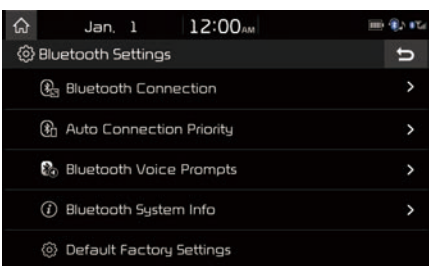 Jan. 1 12:00AM
Bluetooth Settings
Bluetooth Connection
Auto Connection Priority
Bluetooth Voice Prompts
Bluetooth System Info
Default Factory Settings